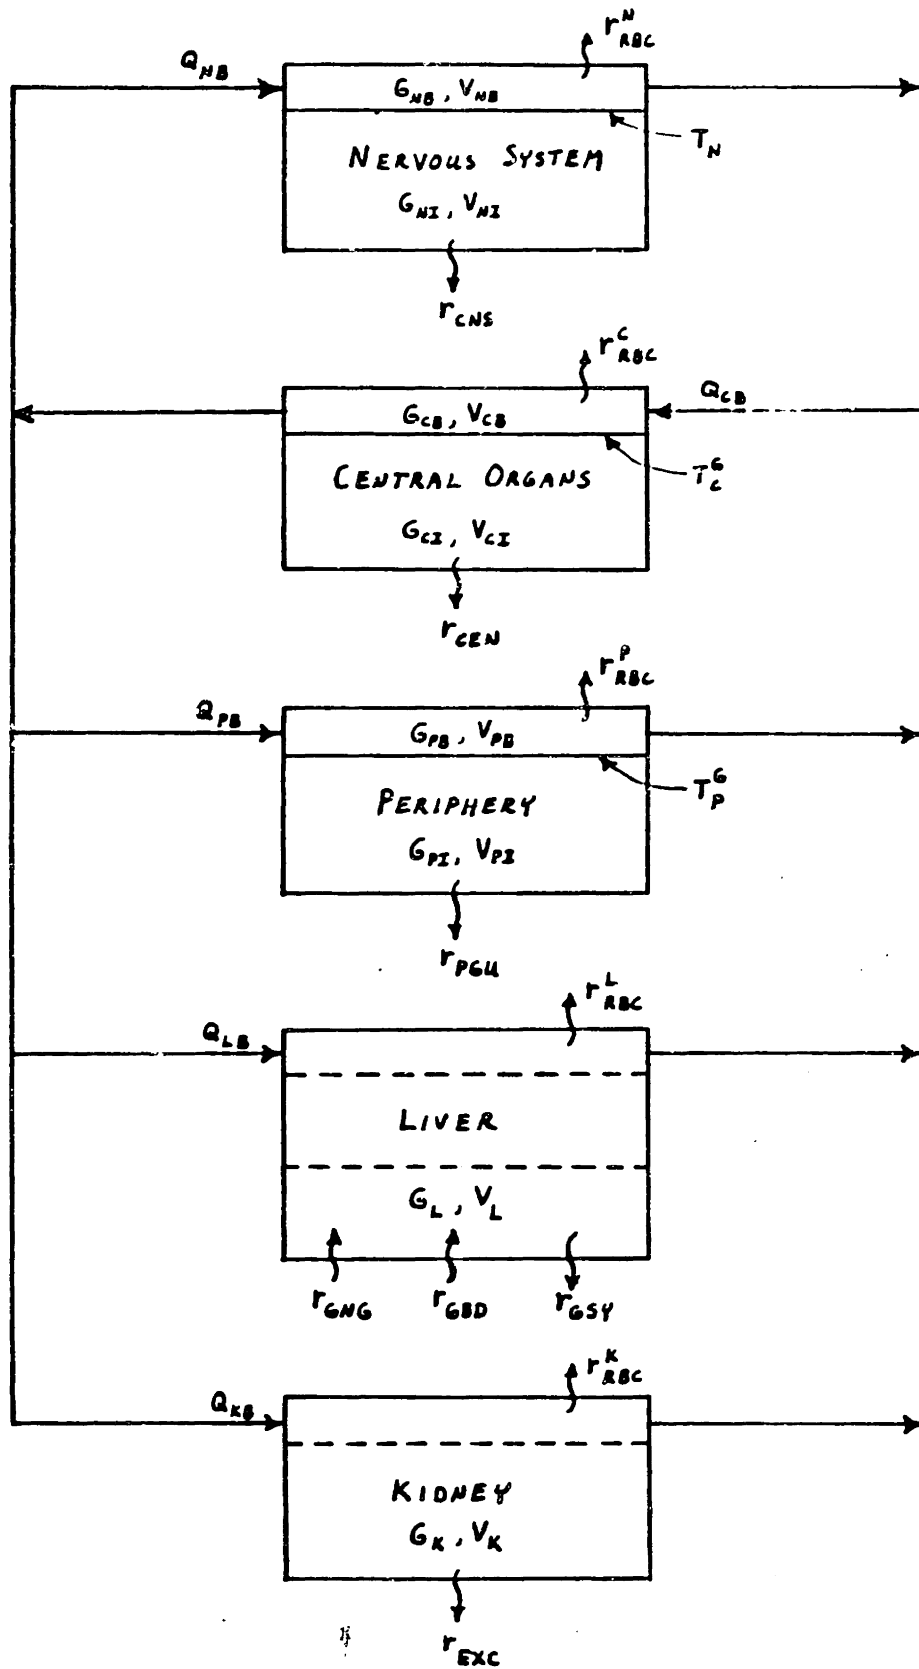 r^N_RBC
Q_NB
G_NB, V_NB
T_N
NERVOUS SYSTEM
G_NI, V_NI
r_CNS
r^C_RBC
Q_CB
G_CB, V_CB
T^G_C
CENTRAL ORGANS
G_CI, V_CI
r_CEN
r^P_RBC
Q_PB
G_PB, V_PB
T^G_P
PERIPHERY
G_PI, V_PI
r_PGU
r^L_RBC
Q_LB
LIVER
G_L, V_L
r_GNG r_GBD r_GSY
r^K_RBC
Q_KB
KIDNEY
G_K, V_K
r_EXC